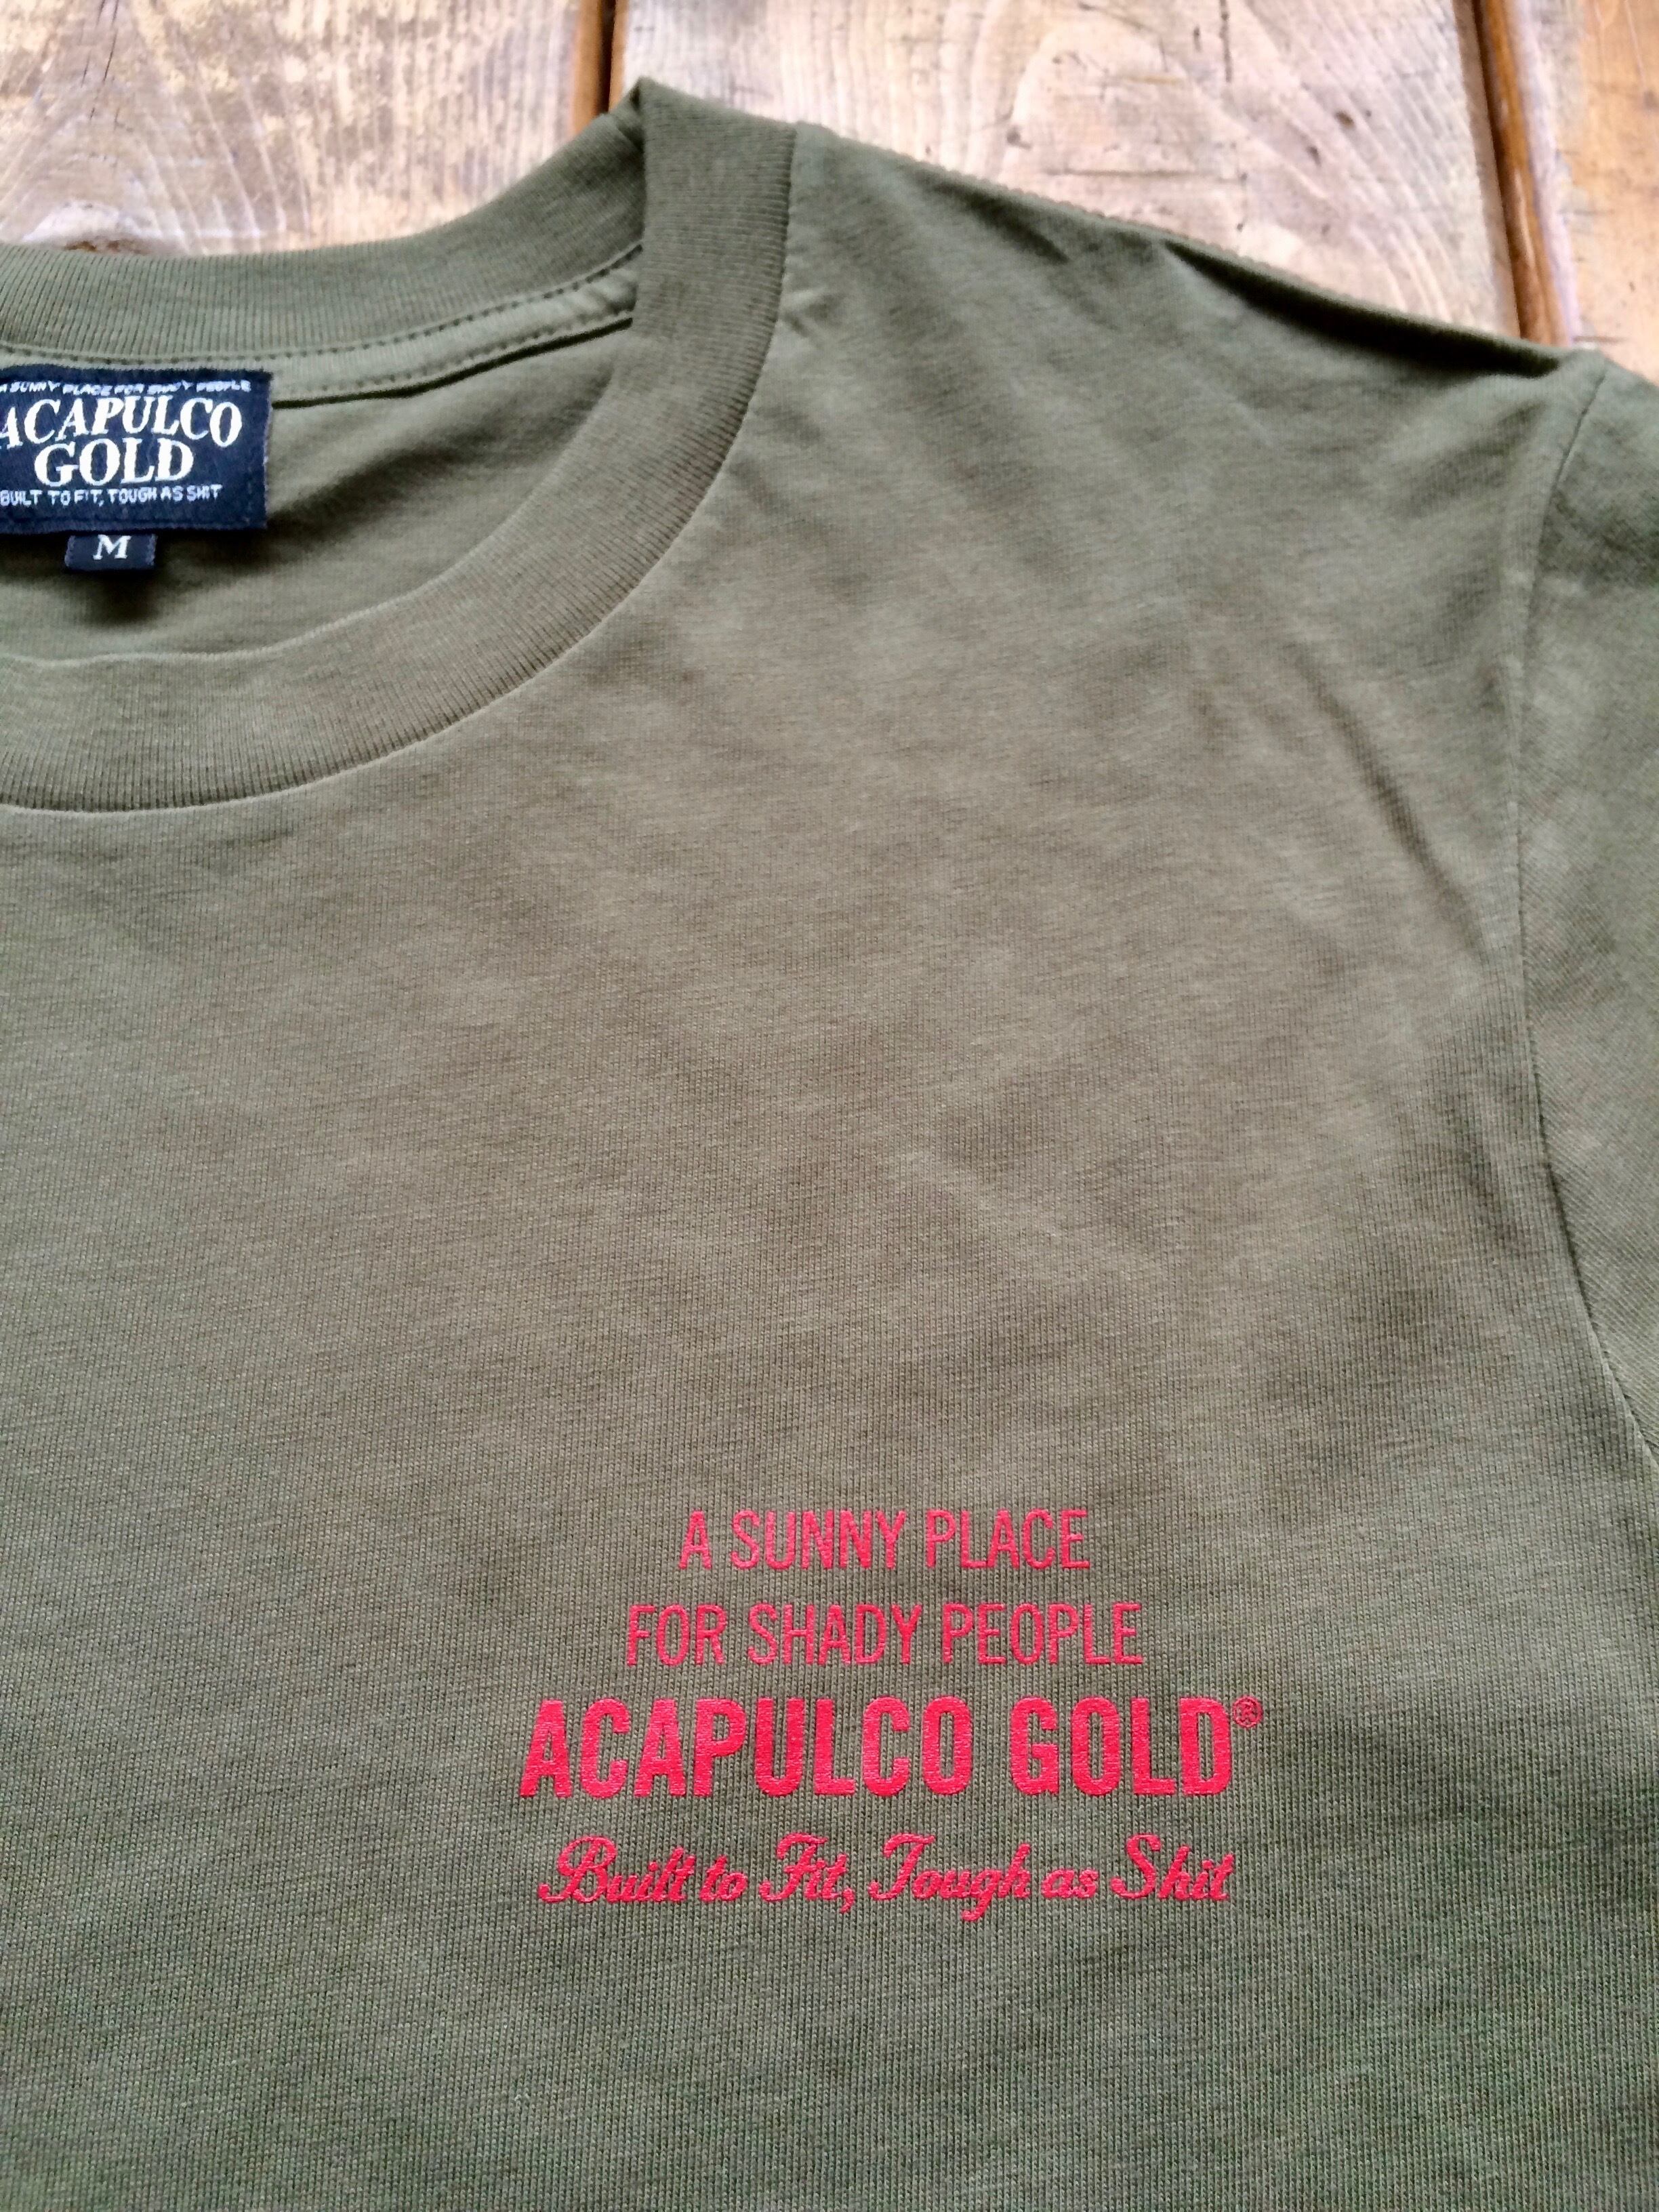 A SUNNY PLACE FOR SHADY PEOPLE
ACAPULCO
GOLD
BUILT TO FIT, TOUGH AS SHIT
M
A SUNNY PLACE
FOR SHADY PEOPLE
ACAPULCO GOLD®
Built to Fit, Tough as Shit